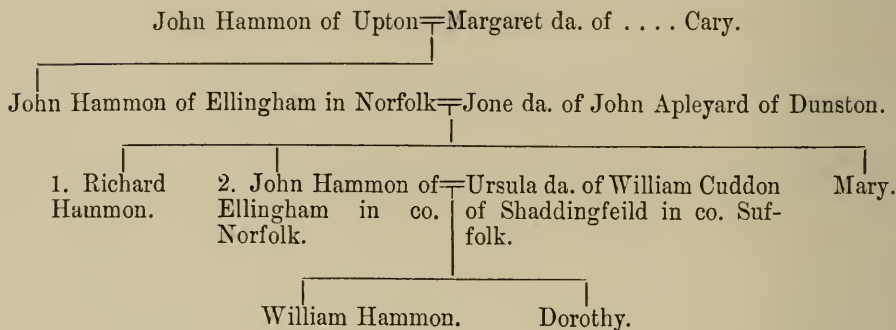 John Hammon of Upton Margaret da. of . . . . Cary.
John Hammon of Ellingham in Norfolk Jone da. of John Apleyard of Dunston.
1. Richard
Hammon.
2. John Hammon of
Ellingham in co.
Norfolk.
Ursula da. of William Cuddon
of Shaddingfeild in co. Suf-
folk.
Mary.
William Hammon.
Dorothy.